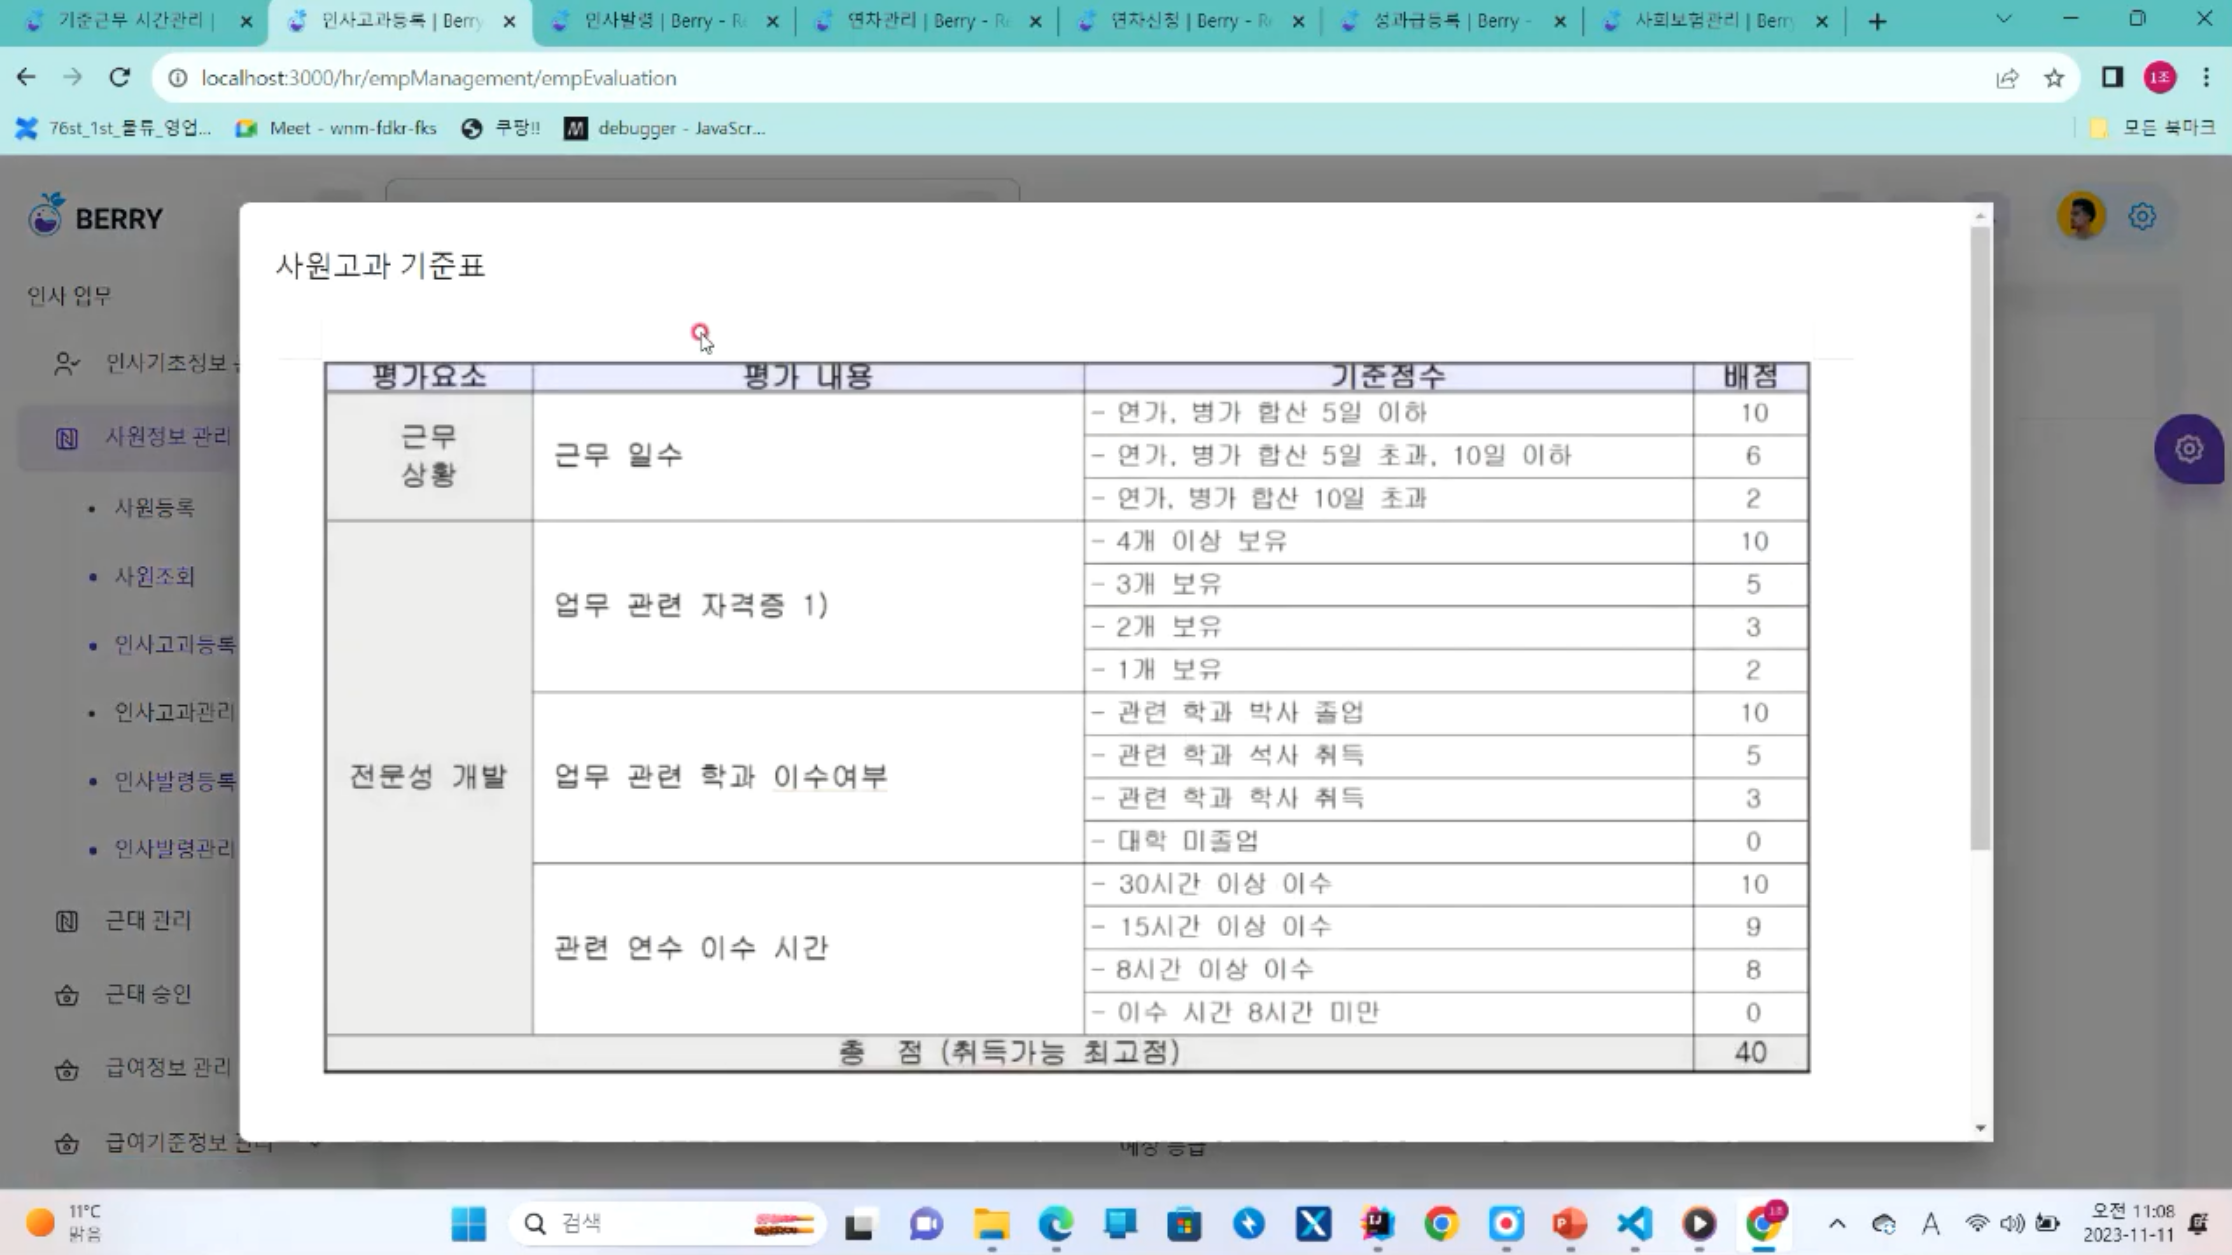 기준근무 시간관리 |
인사고과등록 | Berry
인사발령 | Berry - Re
연차관리 | Berry - Re
연차신청 | Berry - Re
성과급등록 | Berry -
사회보험관리 | Berry
localhost:3000/hr/empManagement/empEvaluation
1조
76st_1st_물류_영업...
Meet - wnm-fdkr-fks
쿠팡!!
M
debugger - JavaScr...
모든 북마크
BERRY
인사 업무
인사기초정보
사원정보 관리
사원등록
사원조회
인사고과등록
인사고과관리
인사발령등록
인사발령관리
근태 관리
근태 승인
급여정보 관리
급여기준정보 관리
사원고과 기준표
평가요소 평가 내용 기준점수 배점
근무
상황
근무 일수
- 연가, 병가 합산 5일 이하 10
- 연가, 병가 합산 5일 초과, 10일 이하 6
- 연가, 병가 합산 10일 초과 2
전문성 개발
업무 관련 자격증 1)
- 4개 이상 보유 10
- 3개 보유 5
- 2개 보유 3
- 1개 보유 2
업무 관련 학과 이수여부
- 관련 학과 박사 졸업 10
- 관련 학과 석사 취득 5
- 관련 학과 학사 취득 3
- 대학 미졸업 0
관련 연수 이수 시간
- 30시간 이상 이수 10
- 15시간 이상 이수 9
- 8시간 이상 이수 8
- 이수 시간 8시간 미만 0
총 점 (취득가능 최고점) 40
예상 등급
11°C
맑음
검색
A
오전 11:08
2023-11-11